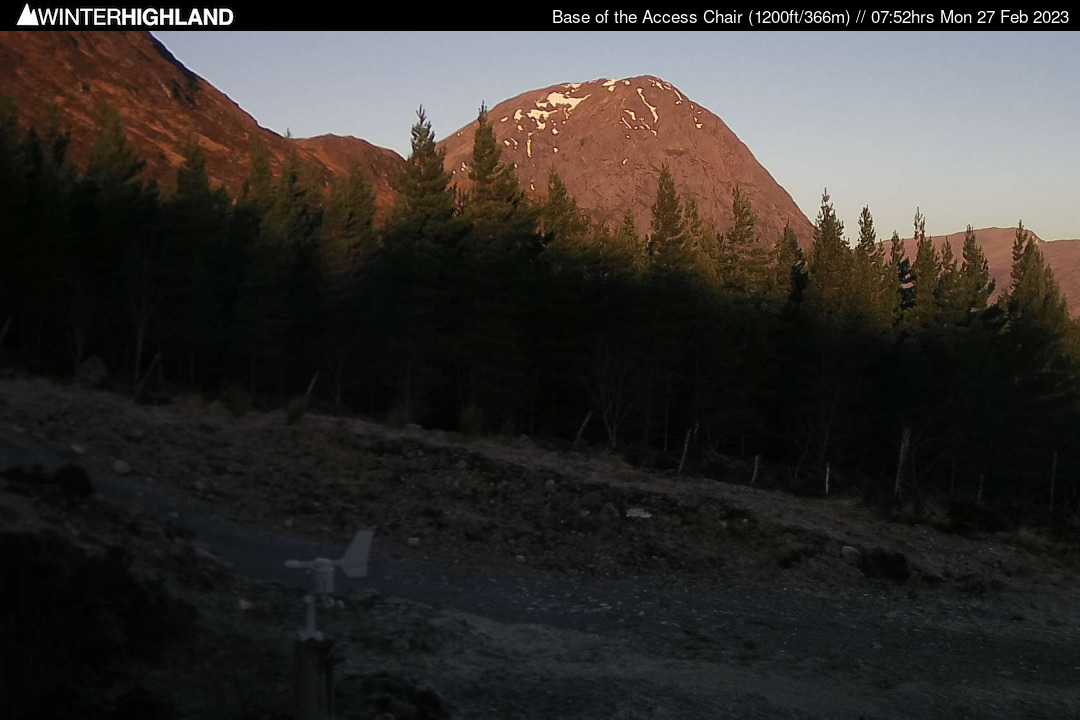 WINTERHIGHLAND
Base of the Access Chair (1200ft/366m) // 07:52hrs Mon 27 Feb 2023